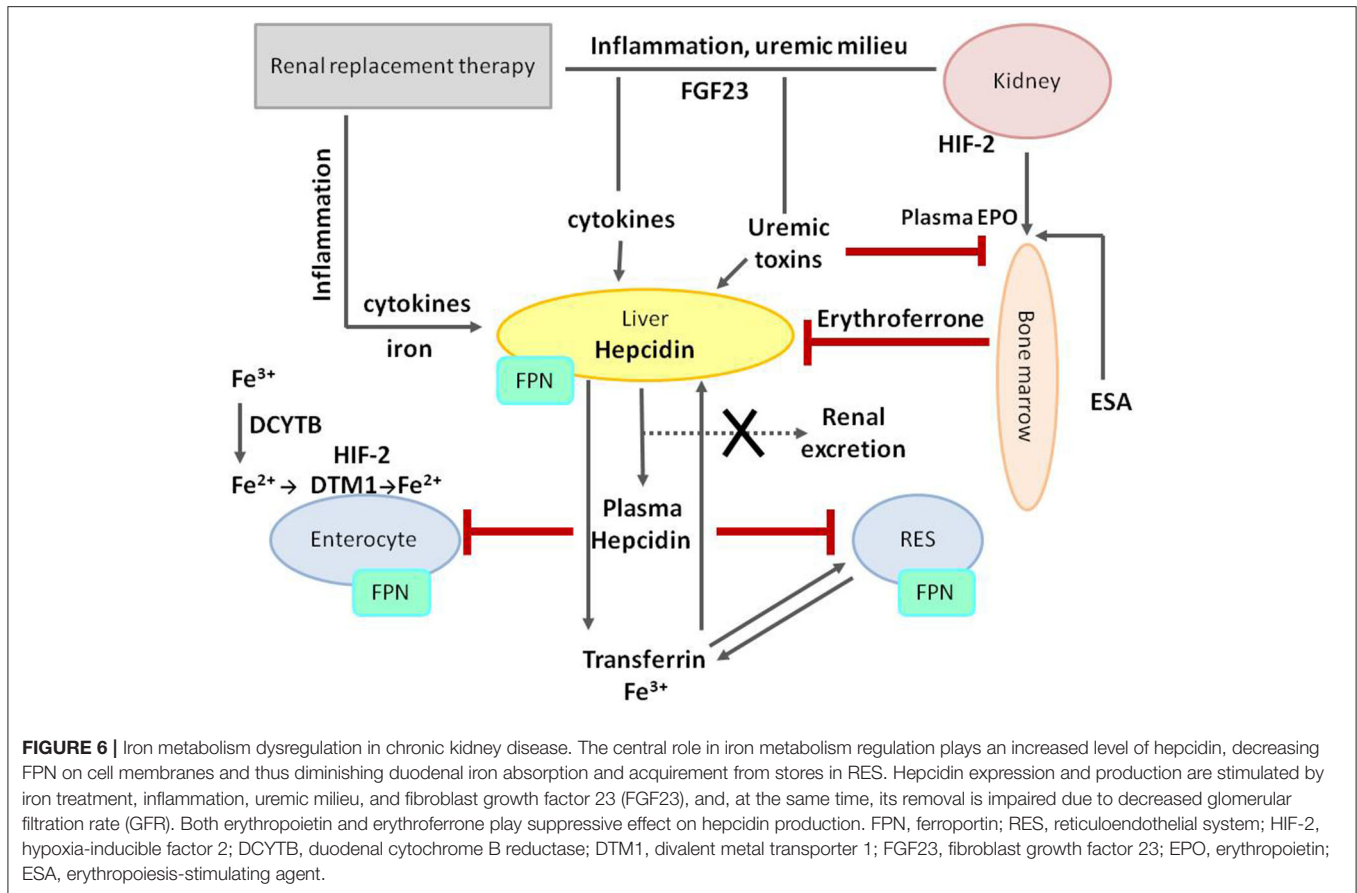 Inflammation, uremic milieu
Renal replacement therapy
FGF23
Kidney
HIF-2
Inflammation
cytokines
Uremic
toxins
Plasma EPO
cytokines
iron
Liver
Hepcidin
FPN
Erythroferrone
Bone marrow
ESA
Fe³⁺
DCYTB
HIF-2
Fe²⁺ → DTM1→Fe²⁺
Renal
excretion
X
Plasma
Hepcidin
Enterocyte
FPN
RES
FPN
Transferrin
Fe³⁺
FIGURE 6 | Iron metabolism dysregulation in chronic kidney disease. The central role in iron metabolism regulation plays an increased level of hepcidin, decreasing
FPN on cell membranes and thus diminishing duodenal iron absorption and acquirement from stores in RES. Hepcidin expression and production are stimulated by
iron treatment, inflammation, uremic milieu, and fibroblast growth factor 23 (FGF23), and, at the same time, its removal is impaired due to decreased glomerular
filtration rate (GFR). Both erythropoietin and erythroferrone play suppressive effect on hepcidin production. FPN, ferroportin; RES, reticuloendothelial system; HIF-2,
hypoxia-inducible factor 2; DCYTB, duodenal cytochrome B reductase; DTM1, divalent metal transporter 1; FGF23, fibroblast growth factor 23; EPO, erythropoietin;
ESA, erythropoiesis-stimulating agent.